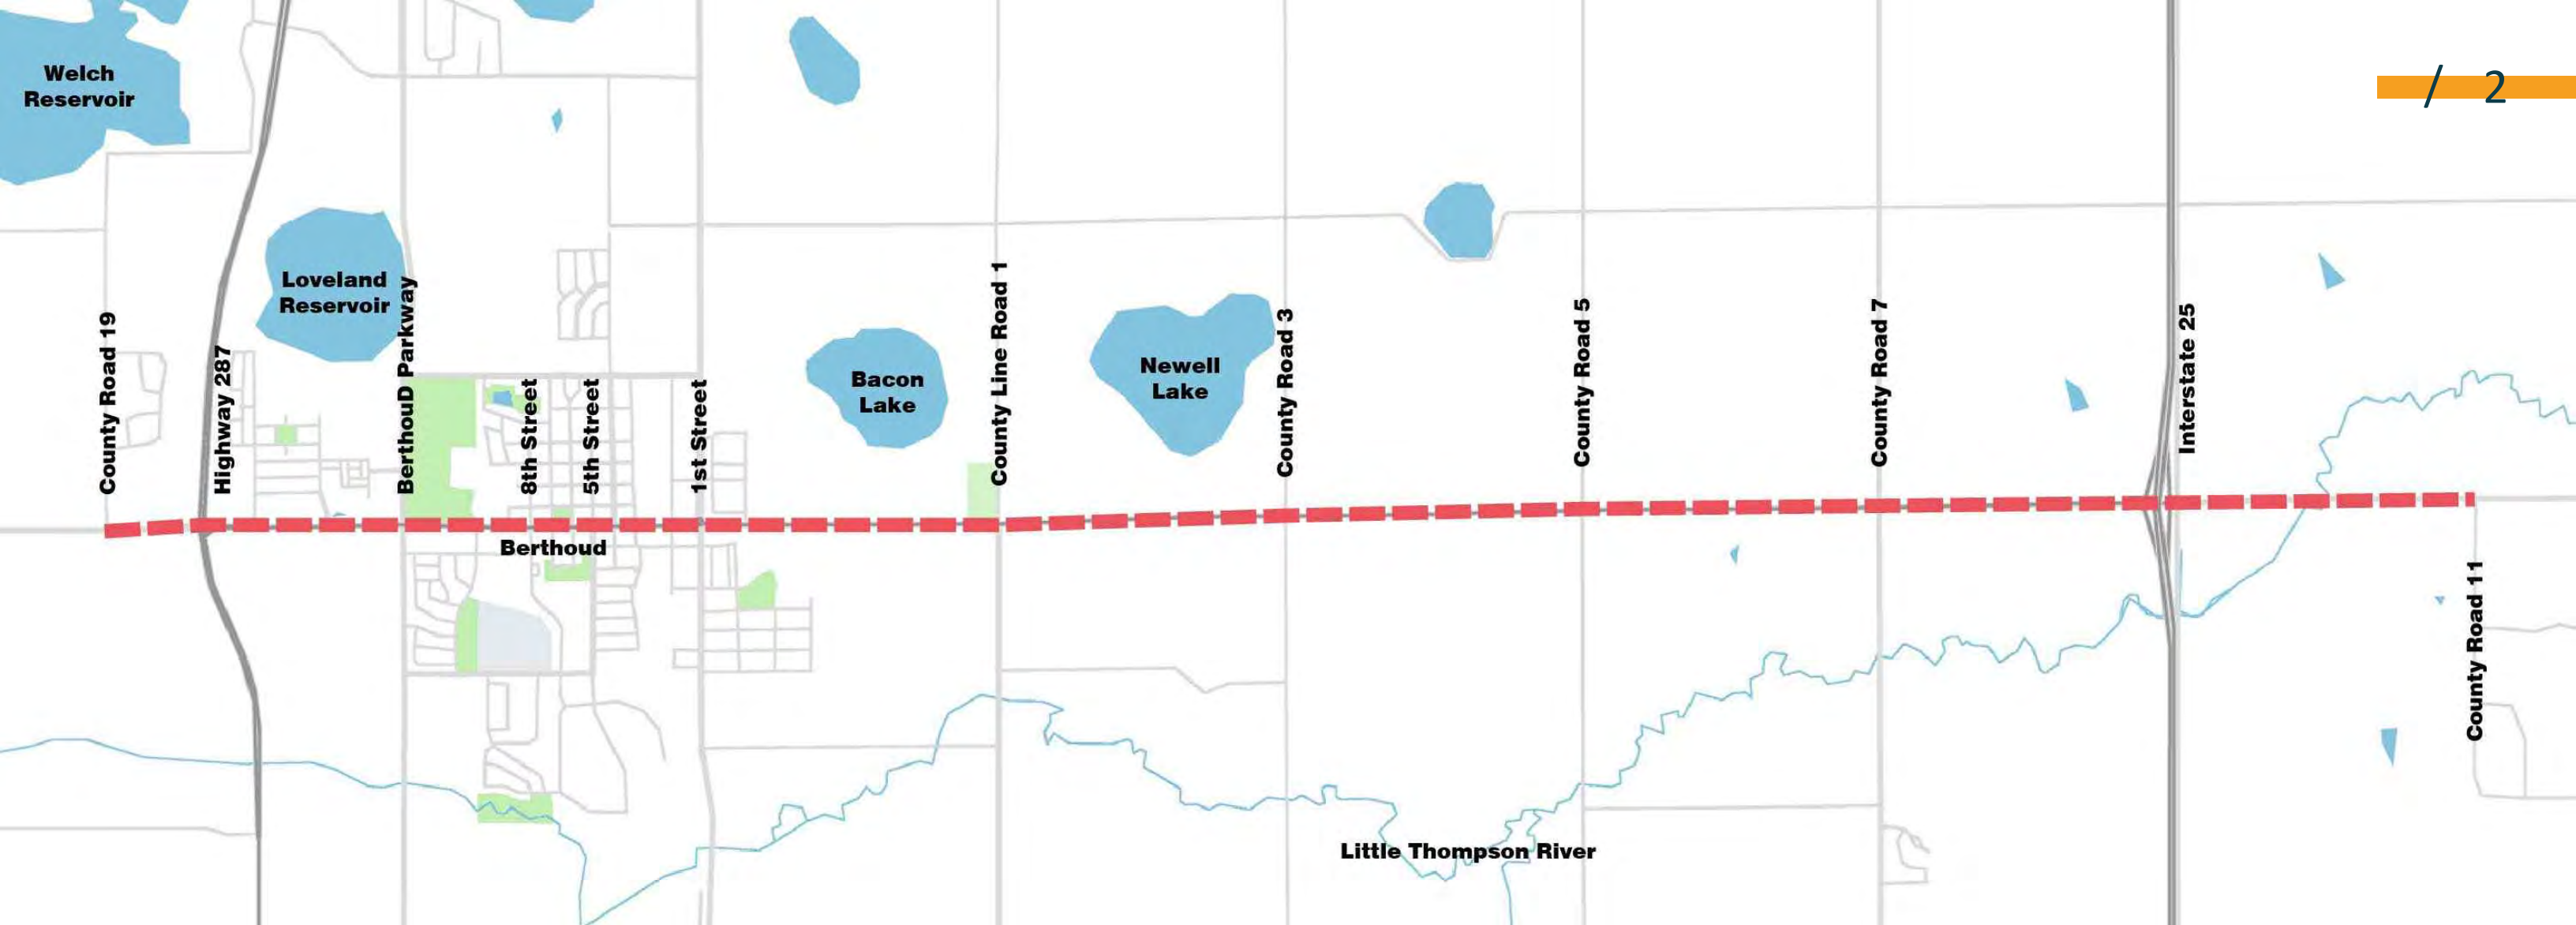 Welch
Reservoir
/ 2
Loveland
Reservoir
County Road 19
Highway 287
BerthouD Parkway
8th Street
5th Street
1st Street
Bacon
Lake
County Line Road 1
Newell
Lake
County Road 3
County Road 5
County Road 7
Interstate 25
Berthoud
County Road 11
Little Thompson River